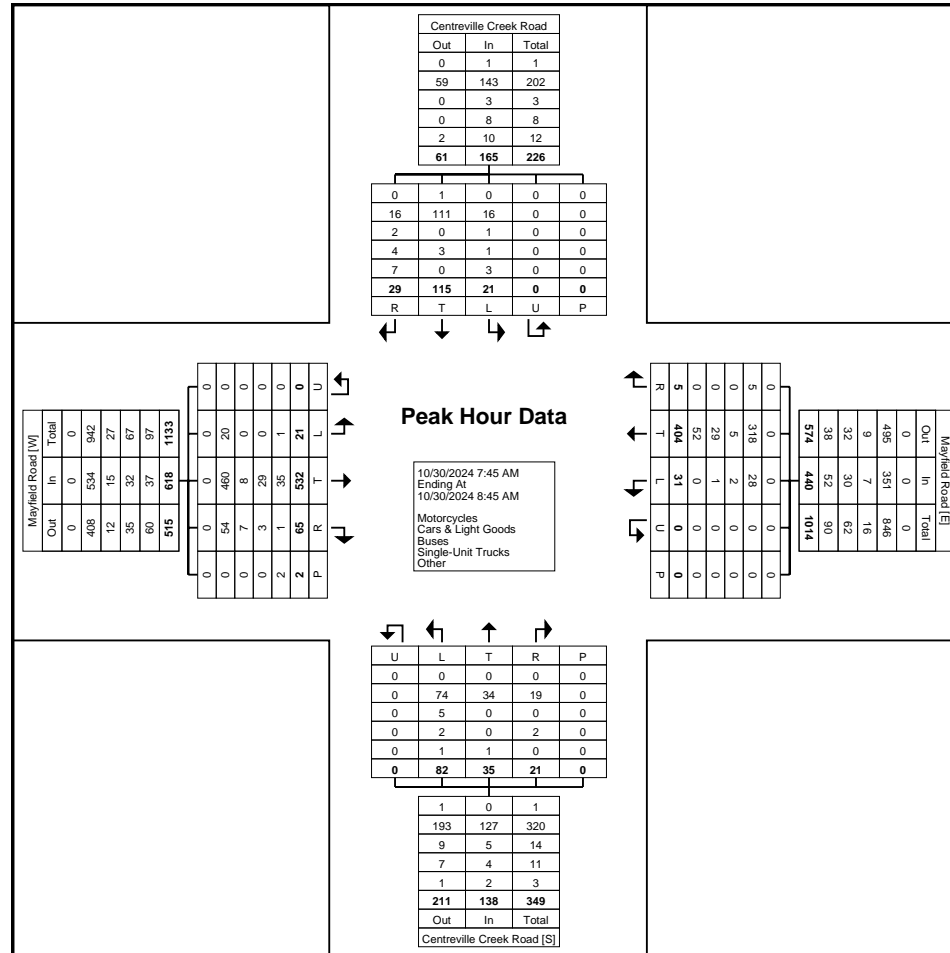 Centreville Creek Road
Out In Total
0 1 1
59 143 202
0 3 3
0 8 8
2 10 12
61 165 226
0 1 0 0 0
16 111 16 0 0
2 0 1 0 0
4 3 1 0 0
7 0 3 0 0
29 115 21 0 0
R T L U P
Mayfield Road [W]
Out In Total
0 0 0
408 534 942
12 15 27
35 32 67
60 37 97
515 618 1133
0 0 0 0 0
0 20 460 54 0
0 0 8 7 0
0 0 29 3 0
0 1 35 1 2
0 21 532 65 2
U L T R P
Peak Hour Data
10/30/2024 7:45 AM
Ending At
10/30/2024 8:45 AM
Motorcycles
Cars & Light Goods
Buses
Single-Unit Trucks
Other
Mayfield Road [E]
Out In Total
0 0 0
495 351 846
9 7 16
32 30 62
38 52 90
574 440 1014
0 0 0 0 0
5 318 28 0 0
0 5 2 0 0
0 29 1 0 0
0 52 0 0 0
5 404 31 0 0
R T L U P
U L T R P
0 0 0 0 0
0 74 34 19 0
0 5 0 0 0
0 2 0 2 0
0 1 1 0 0
0 82 35 21 0
1 0 1
193 127 320
9 5 14
7 4 11
1 2 3
211 138 349
Out In Total
Centreville Creek Road [S]